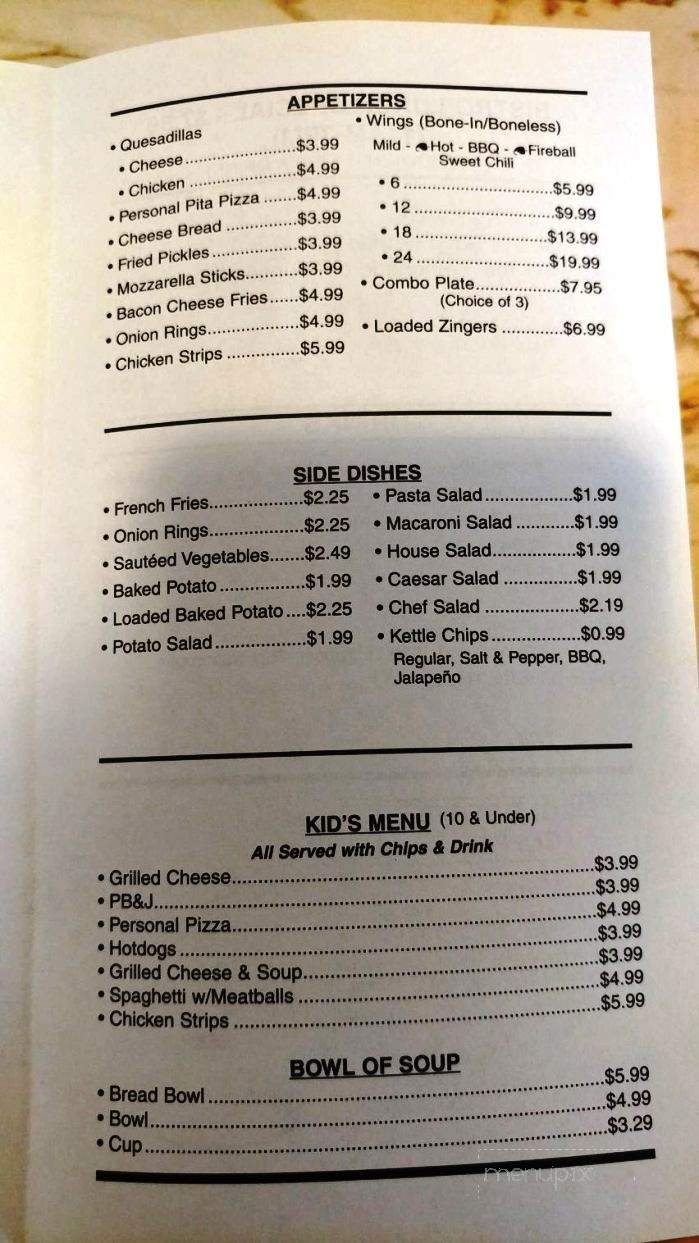 APPETIZERS
• Quesadillas
• Cheese..........................$3.99
• Chicken ........................$4.99
• Personal Pita Pizza .......$4.99
• Cheese Bread ...............$3.99
• Fried Pickles..................$3.99
• Mozzarella Sticks...........$3.99
• Bacon Cheese Fries......$4.99
• Onion Rings...................$4.99
• Chicken Strips ...............$5.99
• Wings (Bone-In/Boneless)
Mild - Hot - BBQ - Fireball
Sweet Chili
• 6 ..............................$5.99
• 12 ............................$9.99
• 18 ..........................$13.99
• 24 ..........................$19.99
• Combo Plate.................$7.95
(Choice of 3)
• Loaded Zingers ............$6.99
SIDE DISHES
• French Fries...................$2.25
• Onion Rings...................$2.25
• Sautéed Vegetables.......$2.49
• Baked Potato .................$1.99
• Loaded Baked Potato ....$2.25
• Potato Salad ..................$1.99
• Pasta Salad ..................$1.99
• Macaroni Salad ............$1.99
• House Salad.................$1.99
• Caesar Salad ...............$1.99
• Chef Salad ...................$2.19
• Kettle Chips..................$0.99
Regular, Salt & Pepper, BBQ,
Jalapeño
KID'S MENU (10 & Under)
All Served with Chips & Drink
• Grilled Cheese..........................................................................$3.99
• PB&J.........................................................................................$3.99
• Personal Pizza..........................................................................$4.99
• Hotdogs ....................................................................................$3.99
• Grilled Cheese & Soup.............................................................$3.99
• Spaghetti w/Meatballs ..............................................................$4.99
• Chicken Strips ..........................................................................$5.99
BOWL OF SOUP
• Bread Bowl ................................................................................$5.99
• Bowl...........................................................................................$4.99
• Cup............................................................................................$3.29
menupix